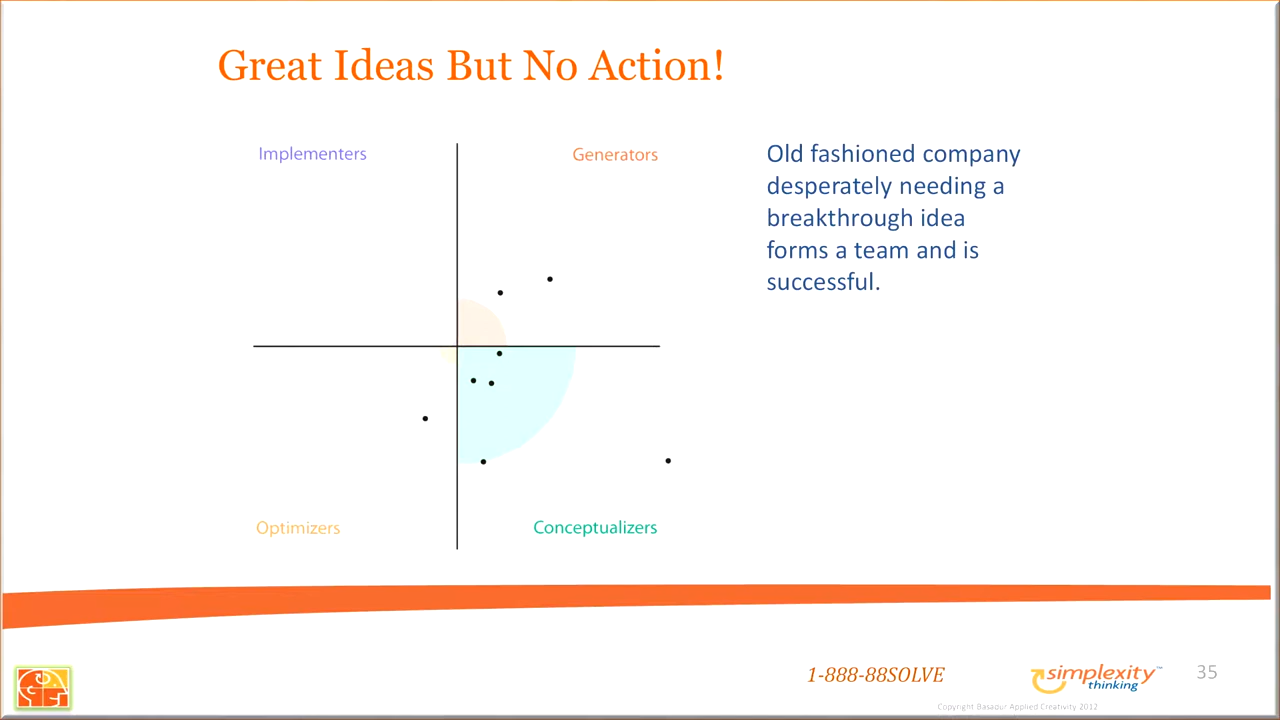 Great Ideas But No Action!
Implementers
Generators
Old fashioned company
desperately needing a
breakthrough idea
forms a team and is
successful.
Optimizers
Conceptualizers
1-888-88SOLVE
simplexity™
thinking
35
Copyright Basadur Applied Creativity 2012